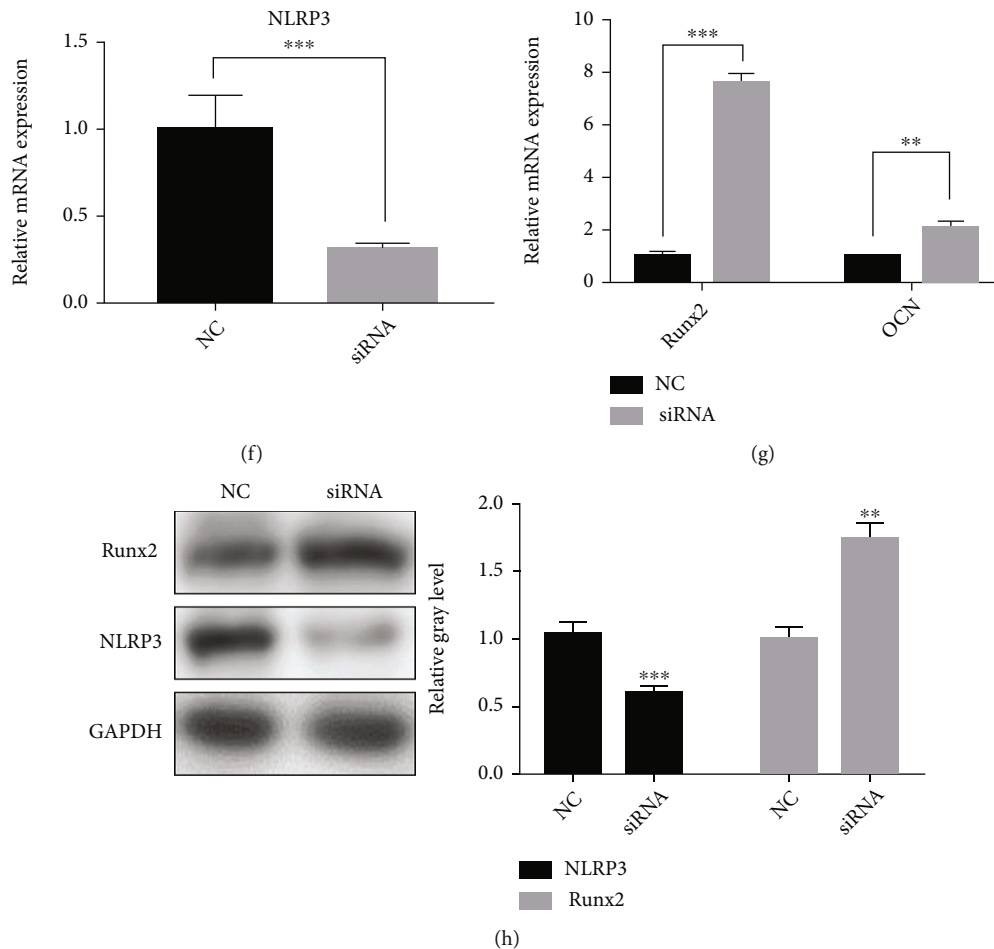 NLRP3
Relative mRNA expression
1.5
1.0
0.5
0.0
***
NC
siRNA
(f)
Relative mRNA expression
10
8
6
4
2
0
***
**
Runx2
OCN
NC
siRNA
(g)
NC
siRNA
Runx2
NLRP3
GAPDH
Relative gray level
2.0
1.5
1.0
0.5
0.0
***
**
NC
siRNA
NC
siRNA
NLRP3
Runx2
(h)